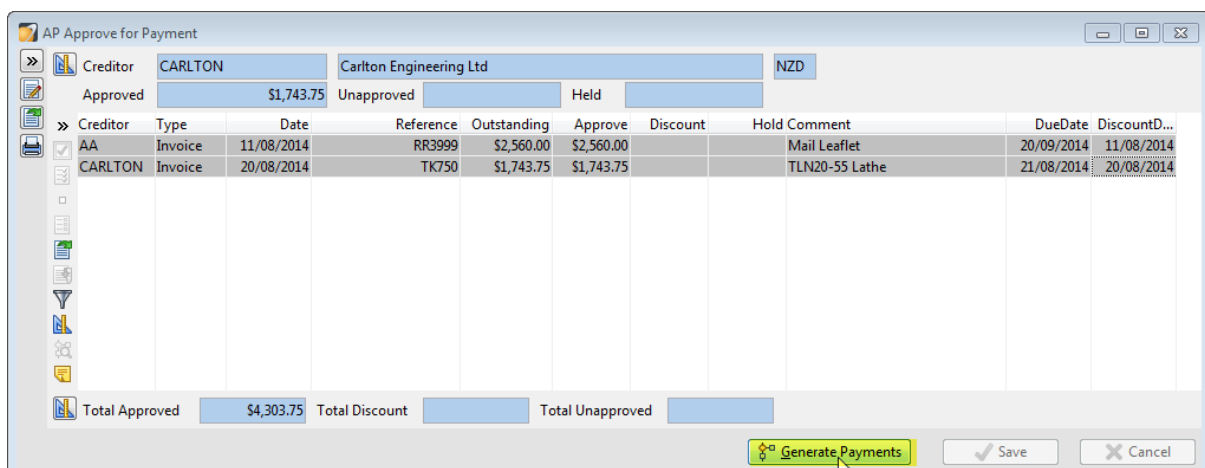 AP Approve for Payment
Creditor CARLTON Carlton Engineering Ltd NZD
Approved $1,743.75 Unapproved Held
» Creditor Type Date Reference Outstanding Approve Discount Hold Comment DueDate DiscountD...
AA Invoice 11/08/2014 RR3999 $2,560.00 $2,560.00 Mail Leaflet 20/09/2014 11/08/2014
CARLTON Invoice 20/08/2014 TK750 $1,743.75 $1,743.75 TLN20-55 Lathe 21/08/2014 20/08/2014
Total Approved $4,303.75 Total Discount Total Unapproved
Generate Payments Save Cancel